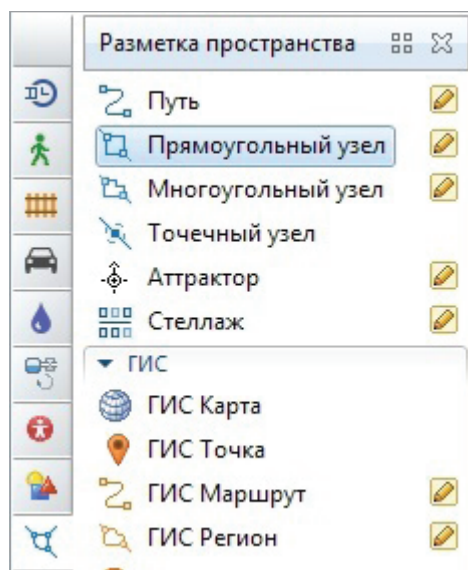 Разметка пространства
Путь
Прямоугольный узел
Многоугольный узел
Точечный узел
Аттрактор
Стеллаж
ГИС
ГИС Карта
ГИС Точка
ГИС Маршрут
ГИС Регион